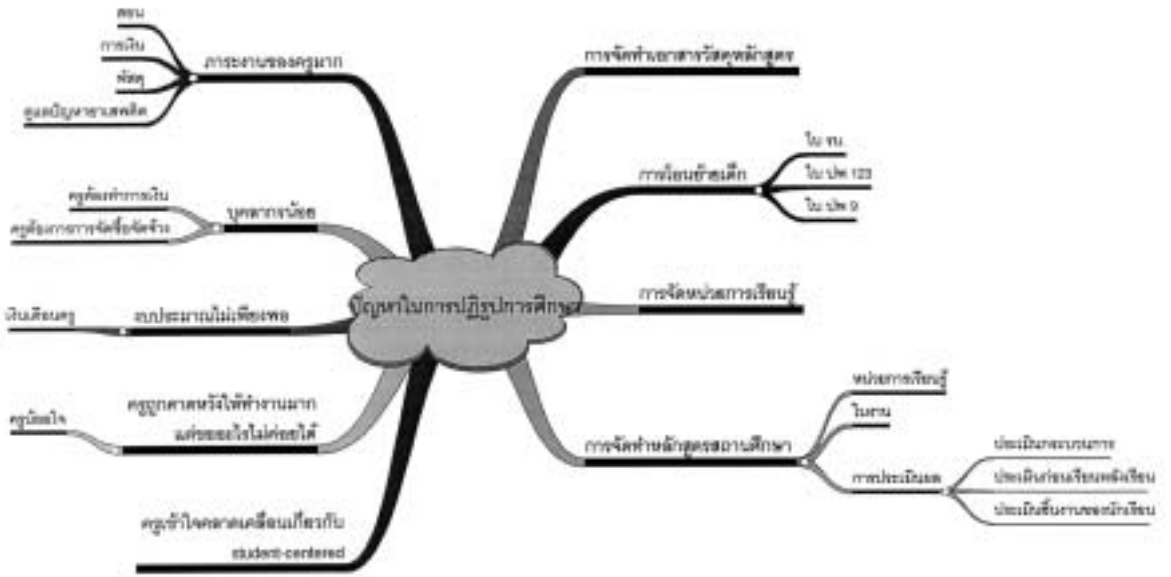 ปัญหาในการปฏิรูปการศึกษา
การจัดทำเอกสารวัสดุหลักสูตร
การโอนย้ายเด็ก
ใบ รบ.
ใบ ปพ 123
ใบ ปพ 9
การจัดหน่วยการเรียนรู้
การจัดทำหลักสูตรสถานศึกษา
หน่วยการเรียนรู้
ใบงาน
การประเมินผล
ประเมินกระบวนการ
ประเมินก่อนเรียนหลังเรียน
ประเมินชิ้นงานของนักเรียน
ภาระงานของครูมาก
สอน
การเงิน
พัสดุ
ดูแลปัญหายาเสพติด
บุคลากรน้อย
ครูต้องทำการเงิน
ครูต้องการการจัดซื้อจัดจ้าง
งบประมาณไม่เพียงพอ
เงินเดือนครู
ครูถูกคาดหวังให้ทำงานมาก
แต่ขออะไรไม่ค่อยได้
ครูน้อยใจ
ครูเข้าใจคลาดเคลื่อนเกี่ยวกับ
student-centered